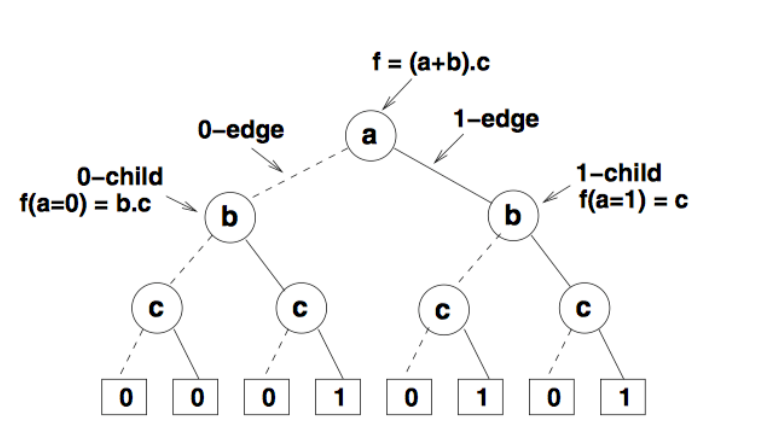 f = (a+b).c
a
0–edge
1–edge
0–child
f(a=0) = b.c
1–child
f(a=1) = c
b
b
c
c
c
c
0
0
0
1
0
1
0
1